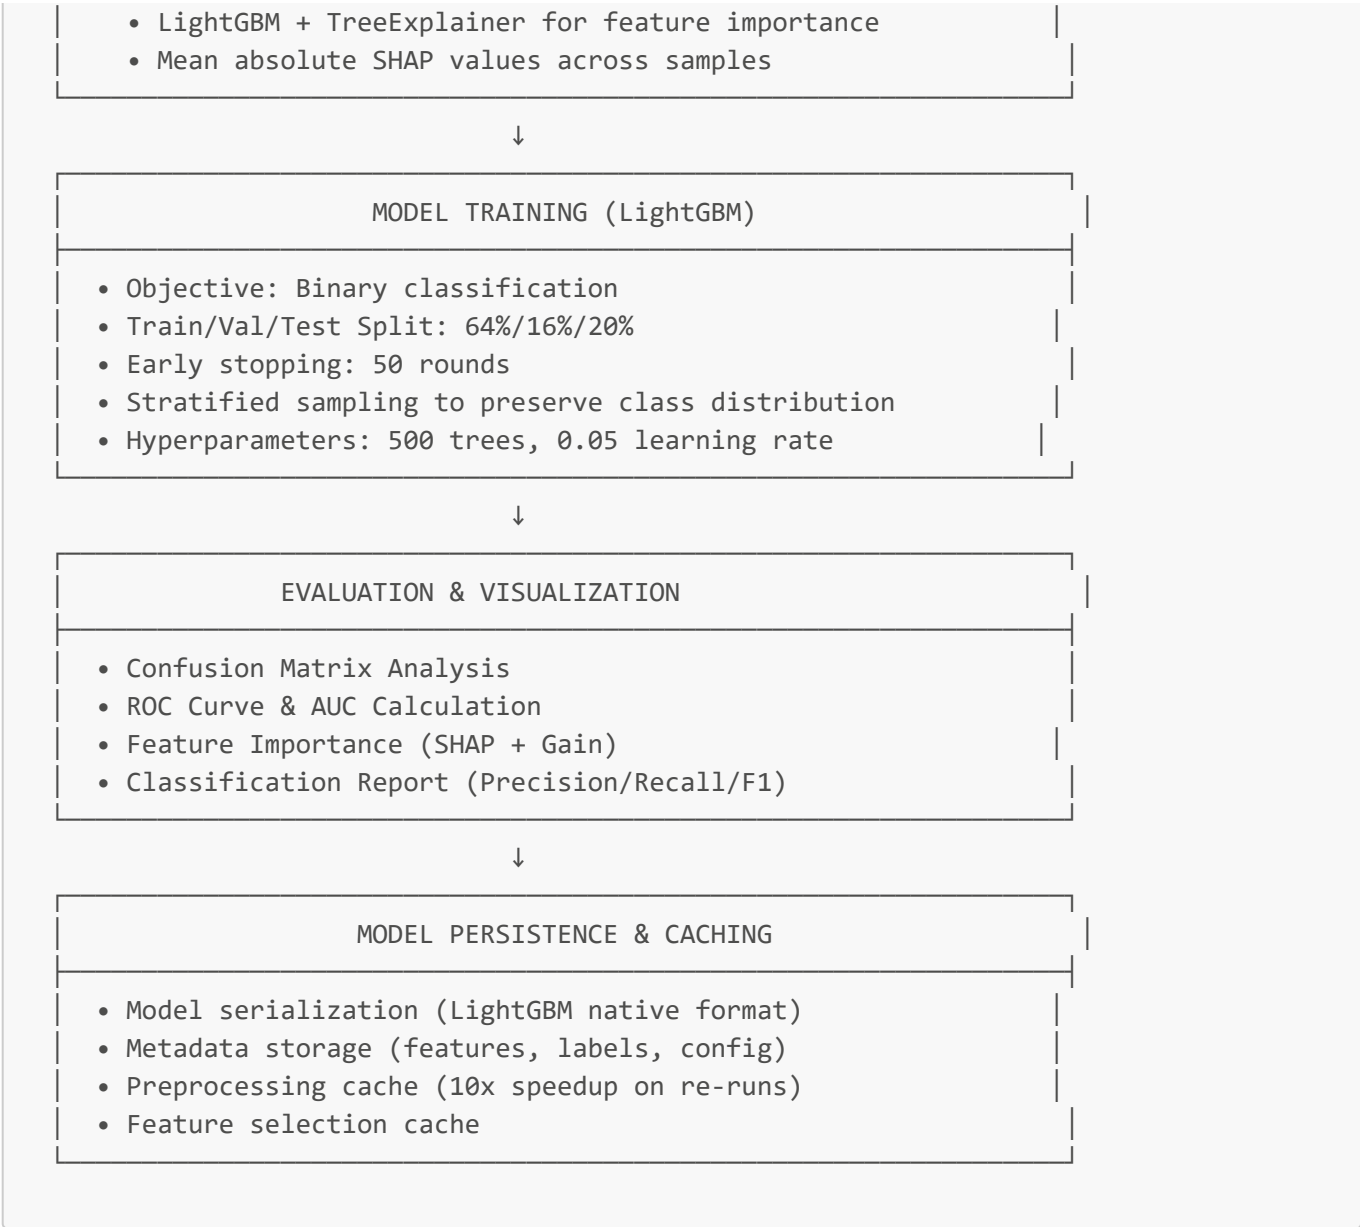 • LightGBM + TreeExplainer for feature importance
• Mean absolute SHAP values across samples
↓
MODEL TRAINING (LightGBM)
• Objective: Binary classification
• Train/Val/Test Split: 64%/16%/20%
• Early stopping: 50 rounds
• Stratified sampling to preserve class distribution
• Hyperparameters: 500 trees, 0.05 learning rate
↓
EVALUATION & VISUALIZATION
• Confusion Matrix Analysis
• ROC Curve & AUC Calculation
• Feature Importance (SHAP + Gain)
• Classification Report (Precision/Recall/F1)
↓
MODEL PERSISTENCE & CACHING
• Model serialization (LightGBM native format)
• Metadata storage (features, labels, config)
• Preprocessing cache (10x speedup on re-runs)
• Feature selection cache